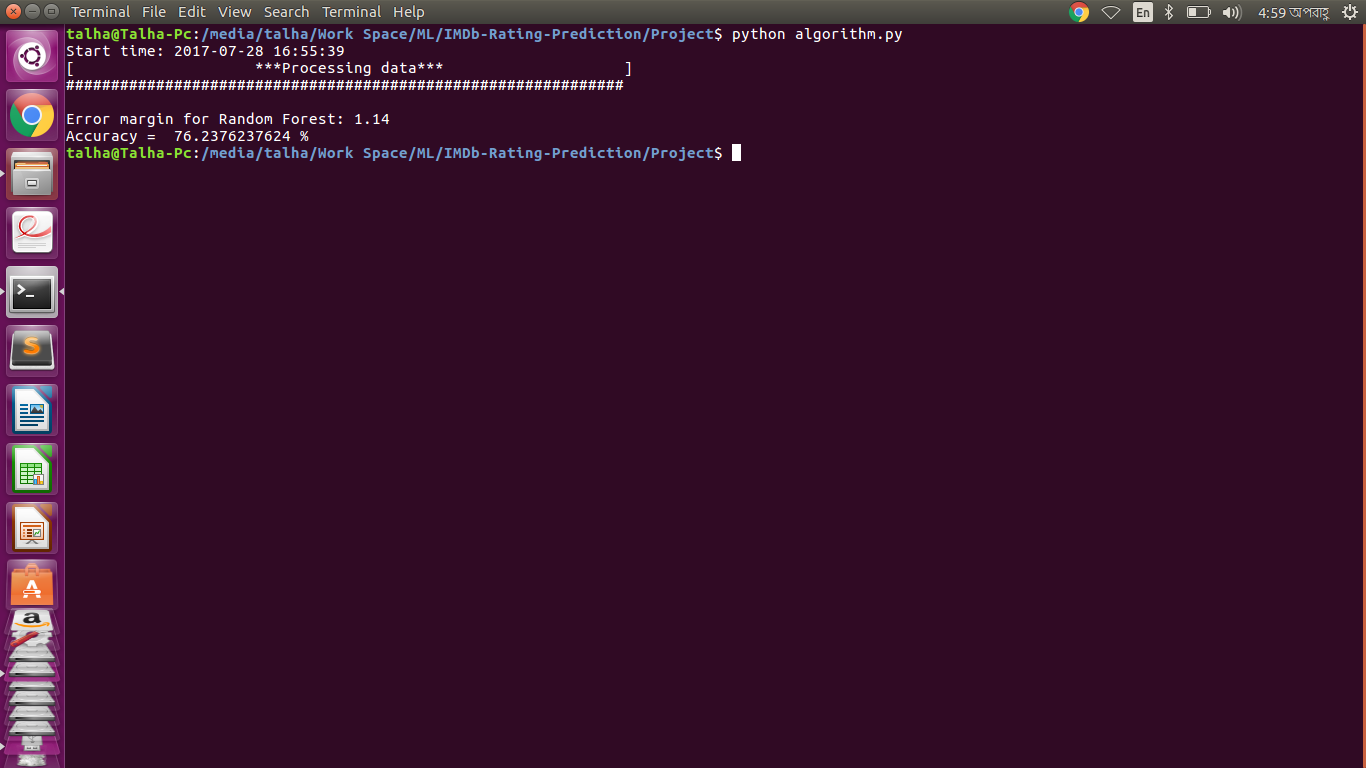 Terminal File Edit View Search Terminal Help En 4:59 অপরাহ্ণ
talha@Talha-Pc:/media/talha/Work Space/ML/IMDb-Rating-Prediction/Project$ python algorithm.py
Start time: 2017-07-28 16:55:39
[ ***Processing data*** ]
##############################################################
Error margin for Random Forest: 1.14
Accuracy = 76.2376237624 %
talha@Talha-Pc:/media/talha/Work Space/ML/IMDb-Rating-Prediction/Project$